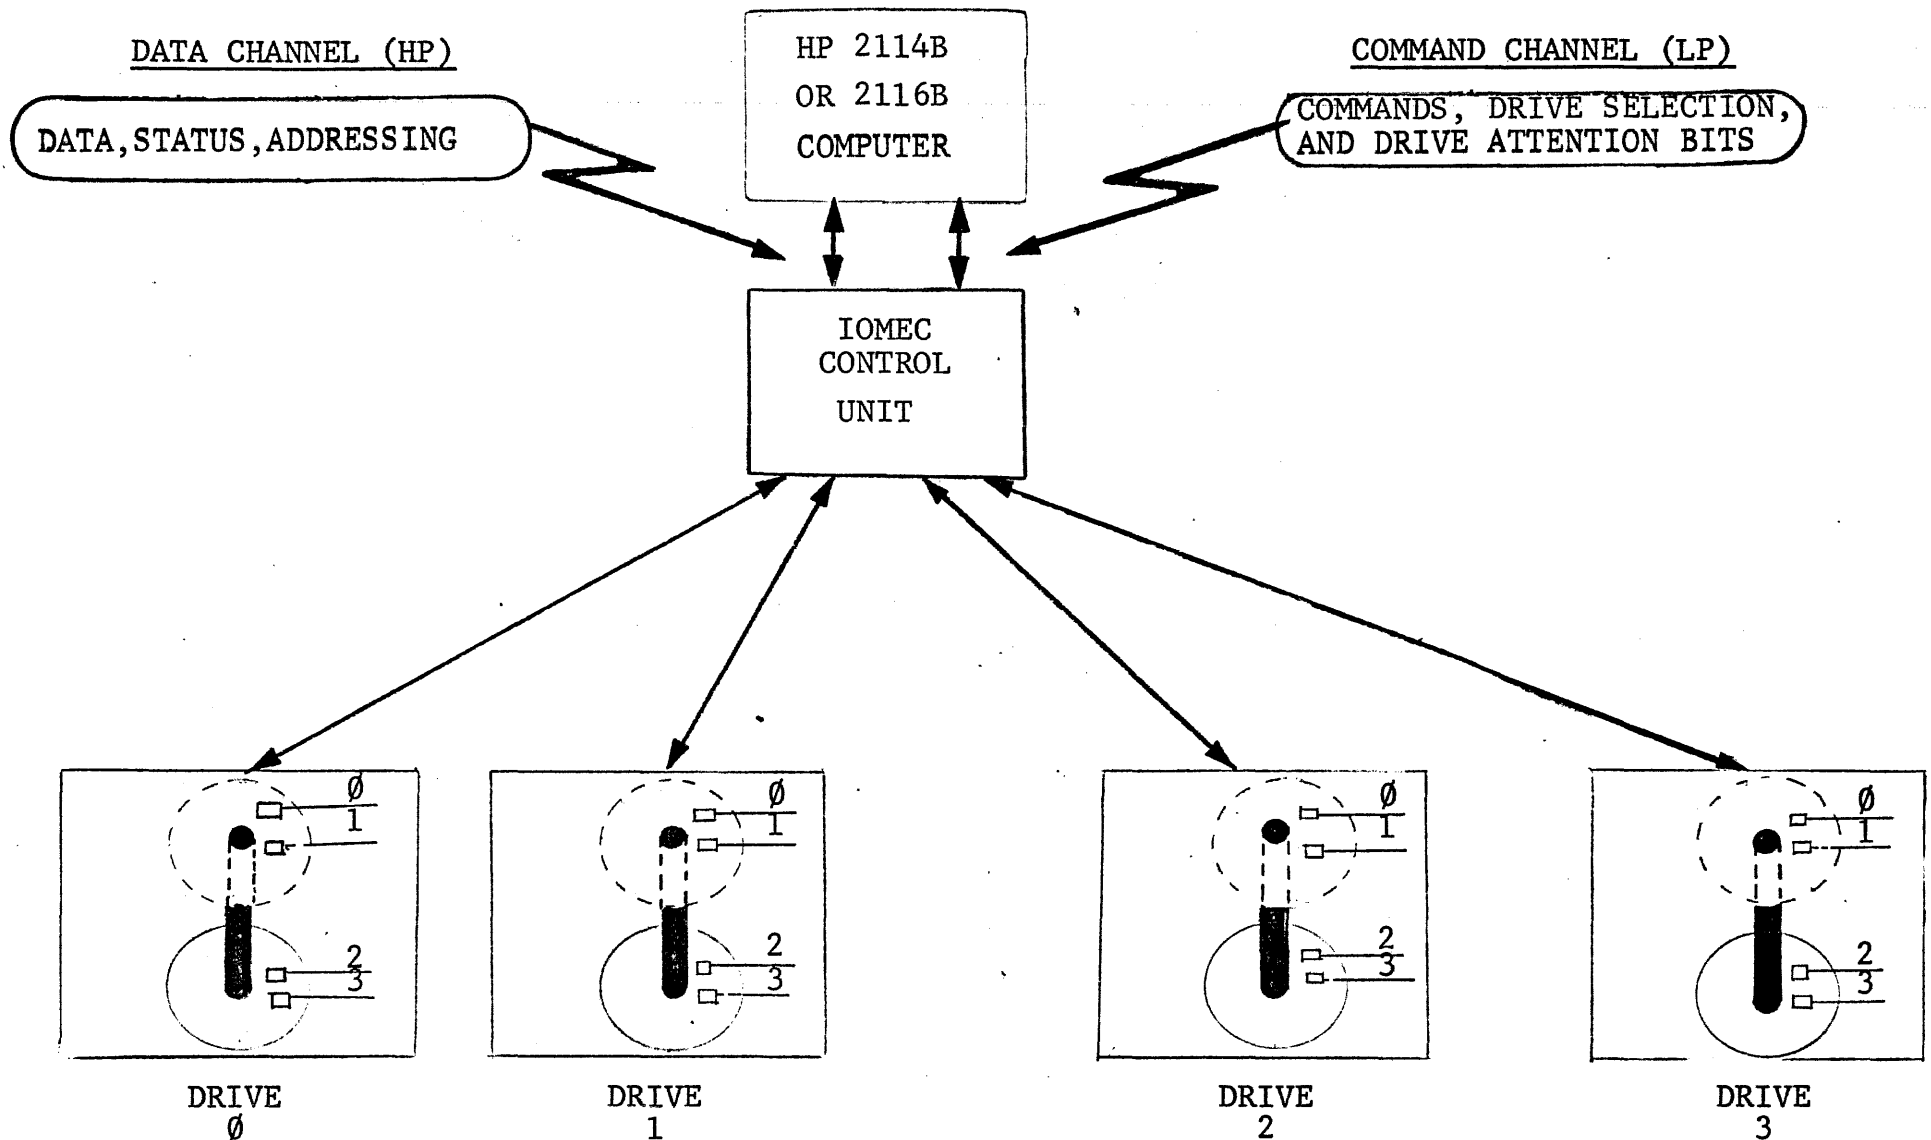 DATA CHANNEL (HP)
DATA, STATUS, ADDRESSING
HP 2114B
OR 2116B
COMPUTER
COMMAND CHANNEL (LP)
COMMANDS, DRIVE SELECTION,
AND DRIVE ATTENTION BITS
IOMEC
CONTROL
UNIT
Ø
1
2
3
DRIVE
Ø
Ø
1
2
3
DRIVE
1
Ø
1
2
3
DRIVE
2
Ø
1
2
3
DRIVE
3